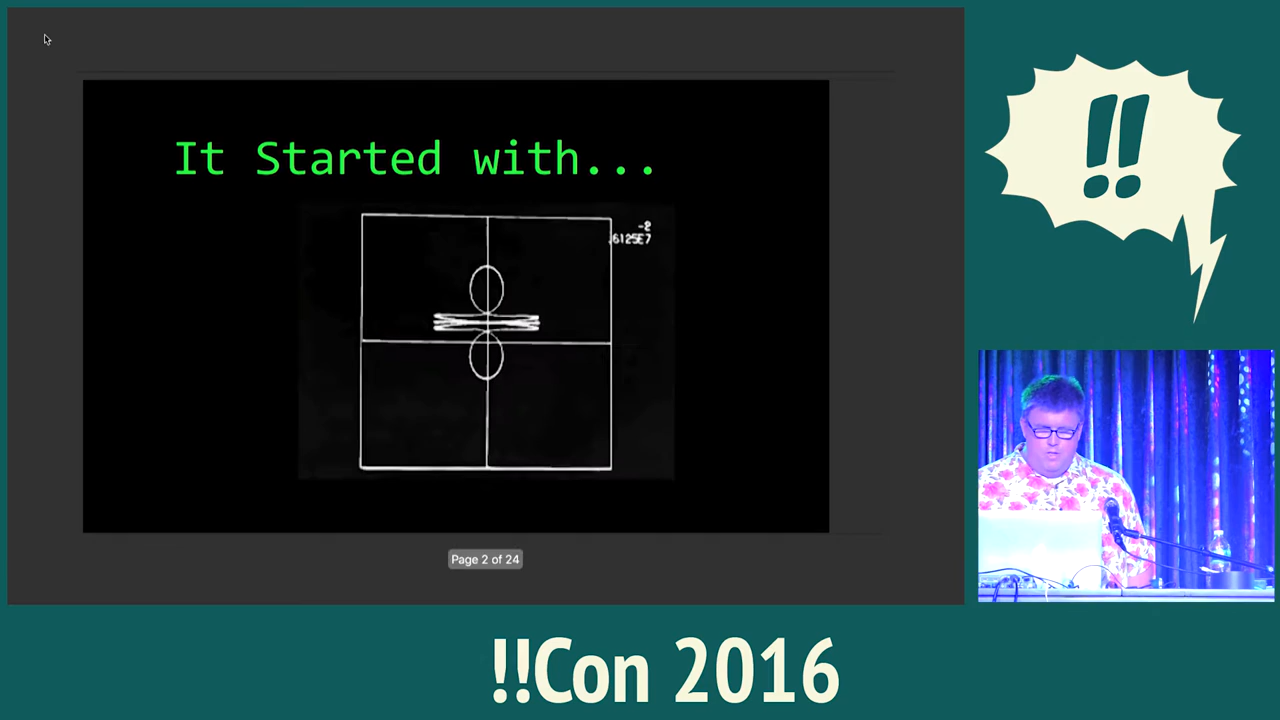 It Started with...
-2
.6125E7
Page 2 of 24
!!
!!Con 2016